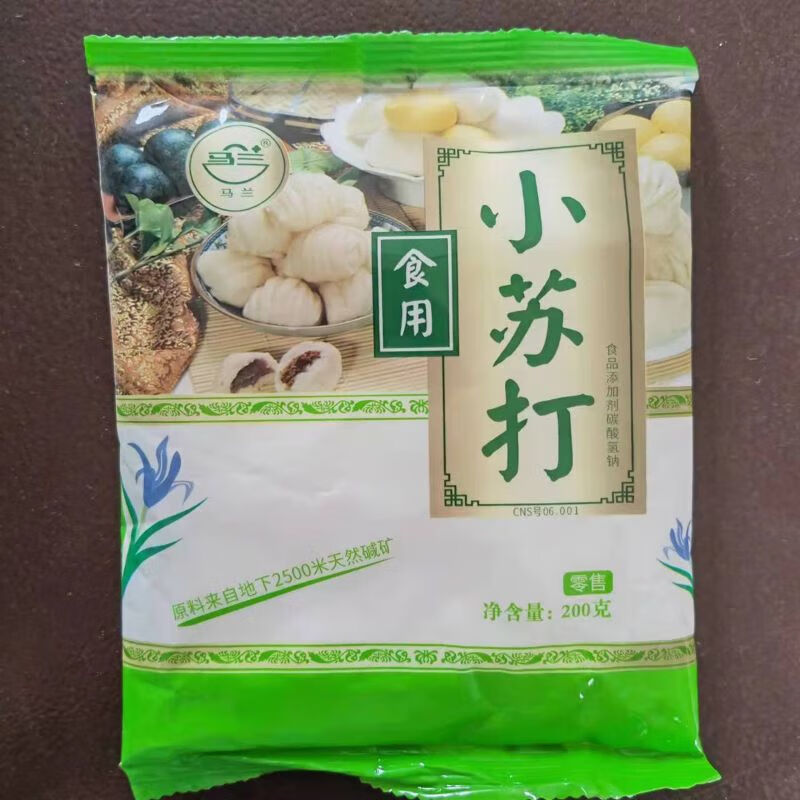 马兰®
马兰
食用
小苏打
食品添加剂碳酸氢钠
CNS号06.001
原料来自地下2500米天然碱矿
零售
净含量：200克